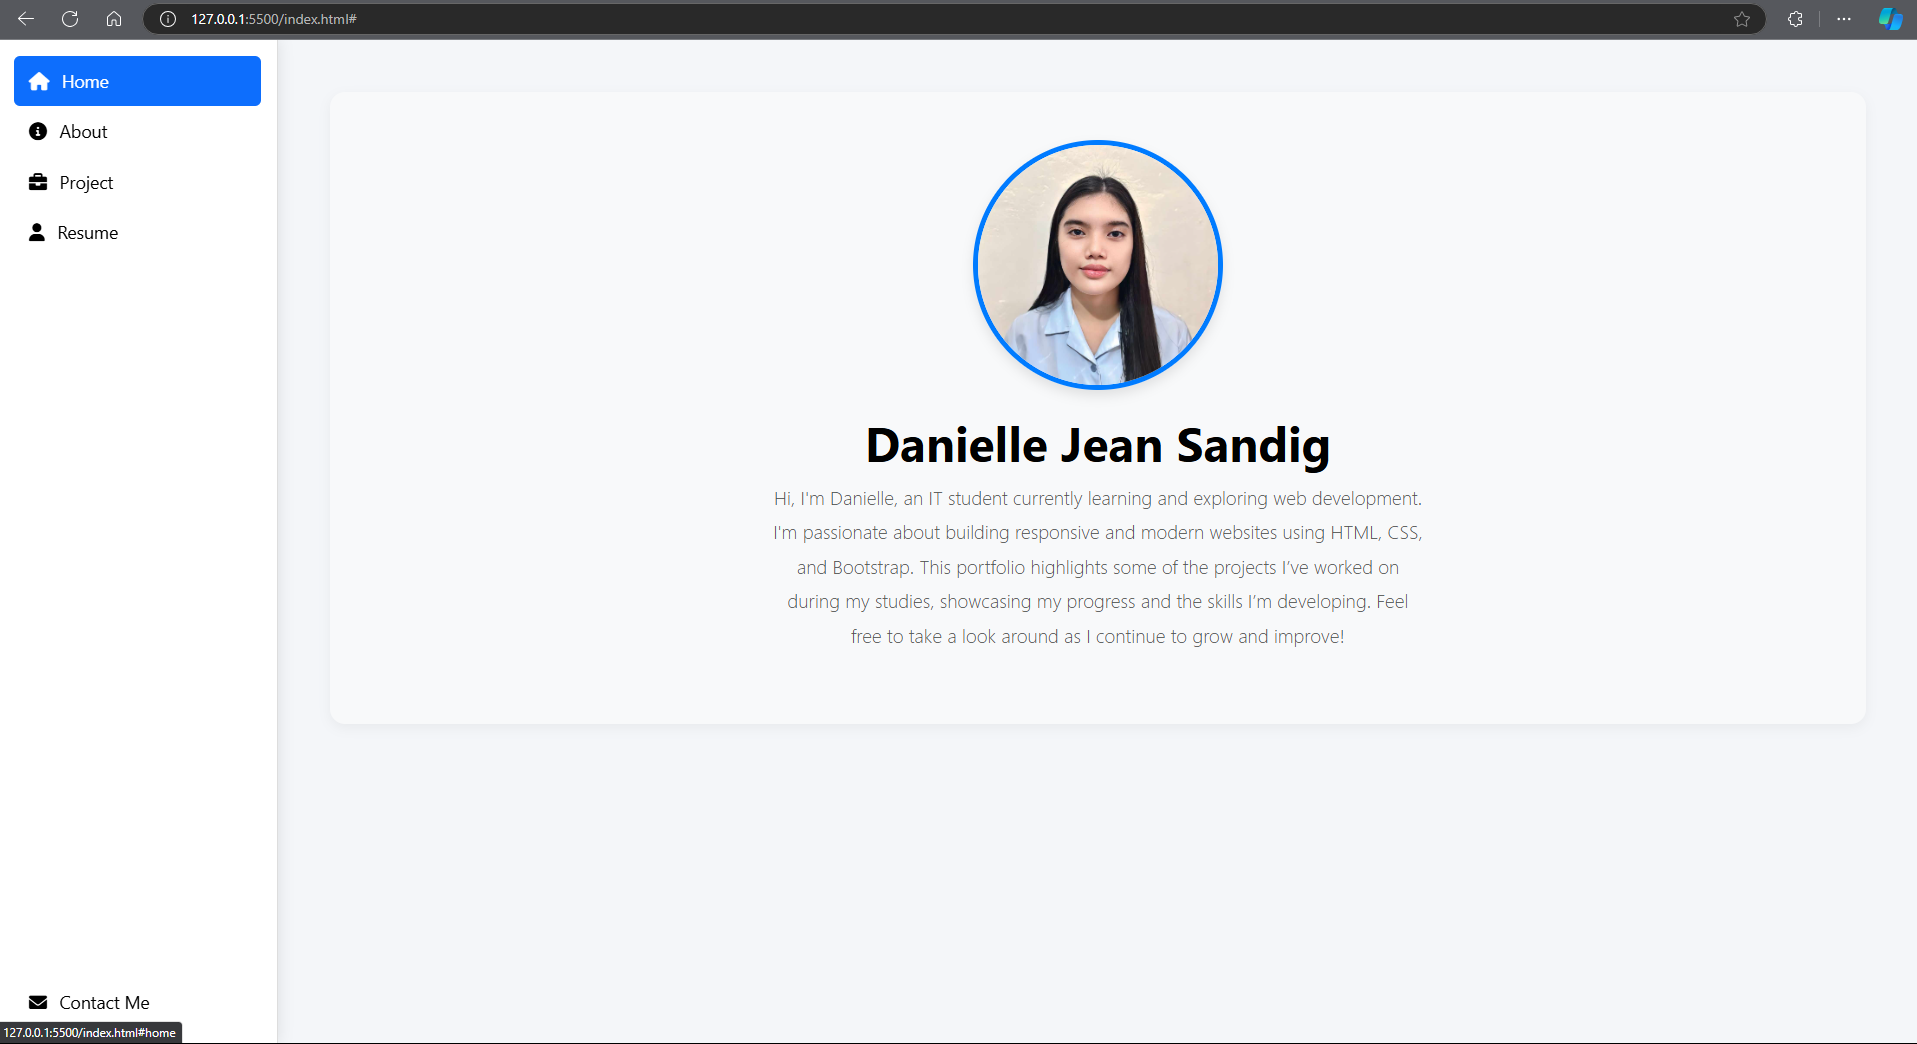 127.0.0.1:5500/index.html#
Home
About
Project
Resume
Danielle Jean Sandig
Hi, I'm Danielle, an IT student currently learning and exploring web development.
I'm passionate about building responsive and modern websites using HTML, CSS,
and Bootstrap. This portfolio highlights some of the projects I’ve worked on
during my studies, showcasing my progress and the skills I’m developing. Feel
free to take a look around as I continue to grow and improve!
Contact Me
127.0.0.1:5500/index.html#home